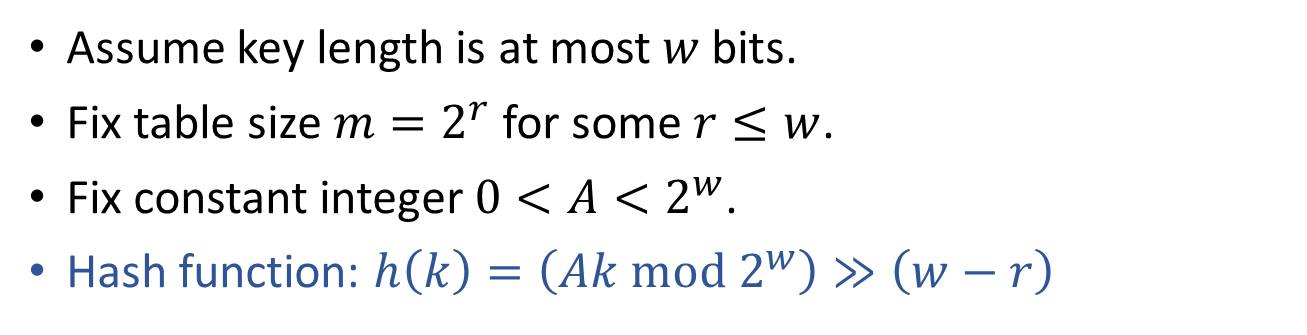 • Assume key length is at most w bits.
• Fix table size m = 2^r for some r ≤ w.
• Fix constant integer 0 < A < 2^w.
• Hash function: h(k) = (Ak mod 2^w) ≫ (w − r)